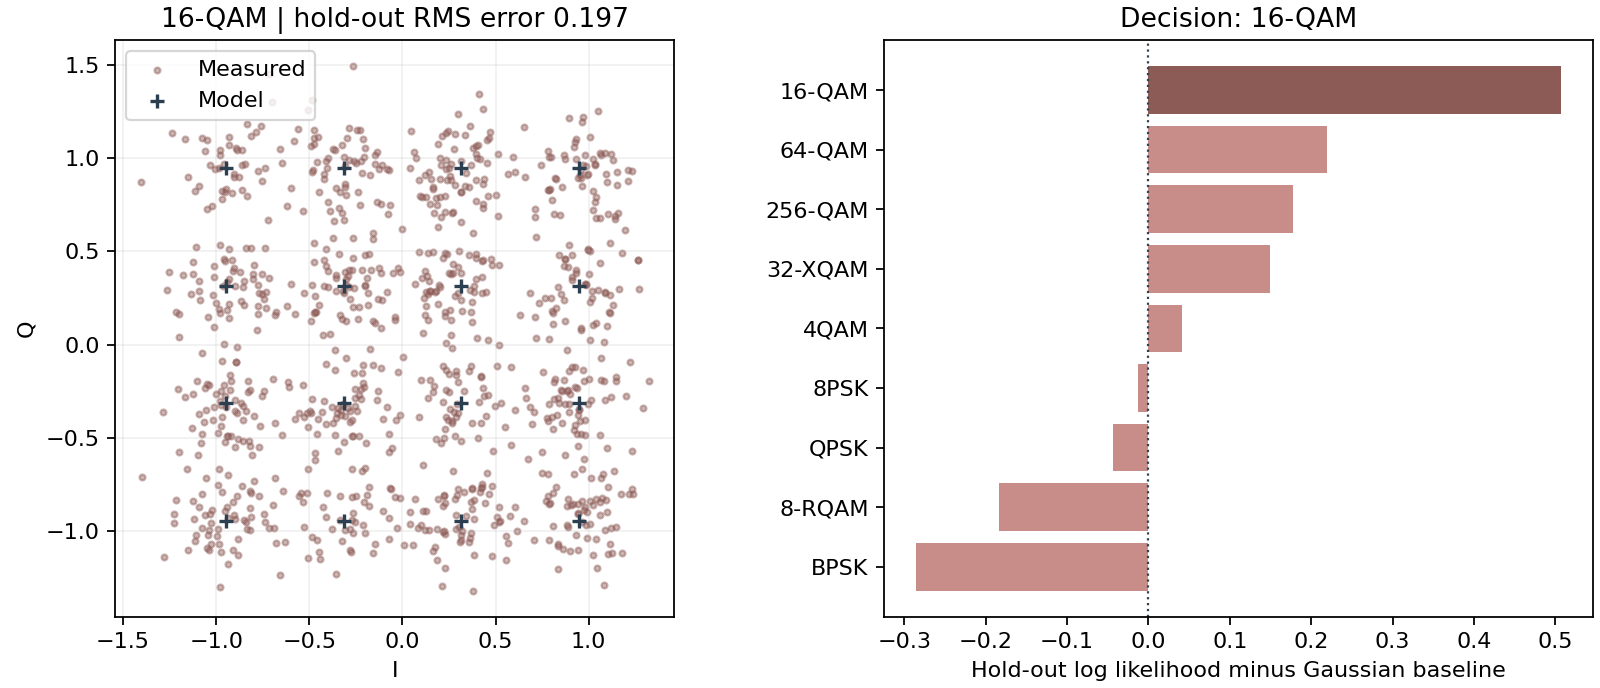 16-QAM | hold-out RMS error 0.197
Measured
Model
1.5
1.0
0.5
0.0
−0.5
−1.0
Q
−1.5
−1.0
−0.5
0.0
0.5
1.0
I
Decision: 16-QAM
16-QAM
64-QAM
256-QAM
32-XQAM
4QAM
8PSK
QPSK
8-RQAM
BPSK
−0.3
−0.2
−0.1
0.0
0.1
0.2
0.3
0.4
0.5
Hold-out log likelihood minus Gaussian baseline